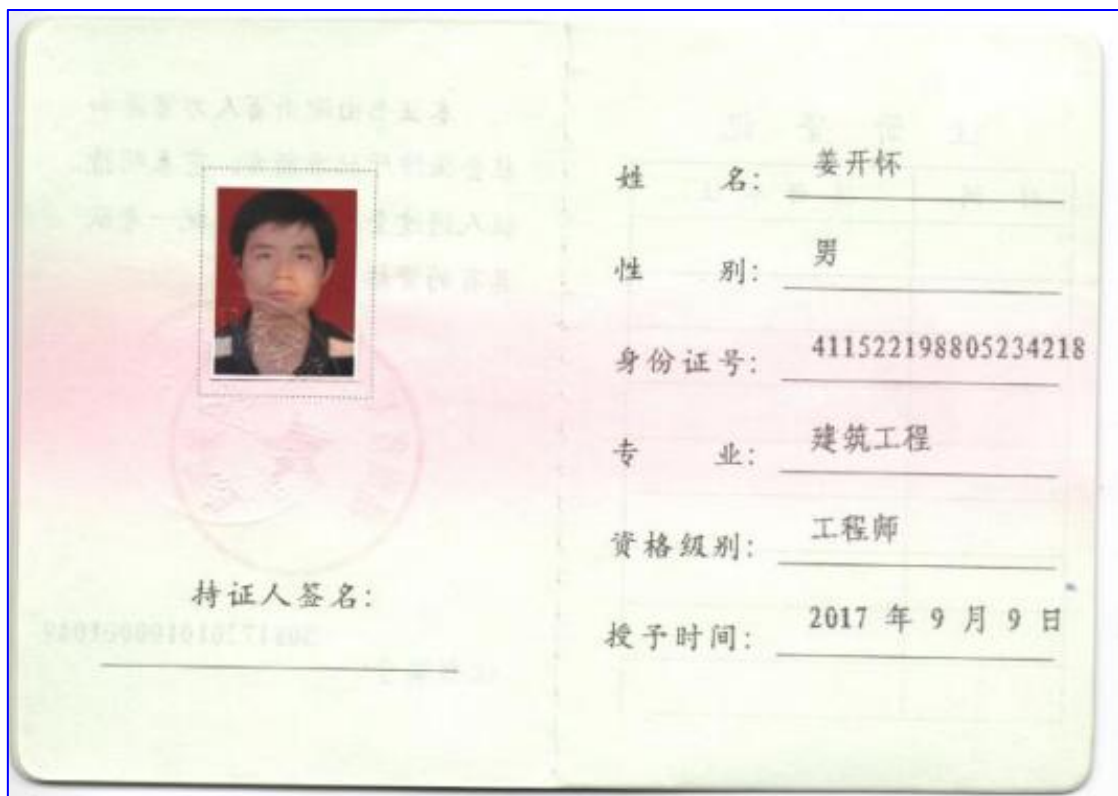 持证人签名:
姓 名: 姜开怀
性 别: 男
身份证号: 411522198805234218
专 业: 建筑工程
资格级别: 工程师
授予时间: 2017 年 9 月 9 日